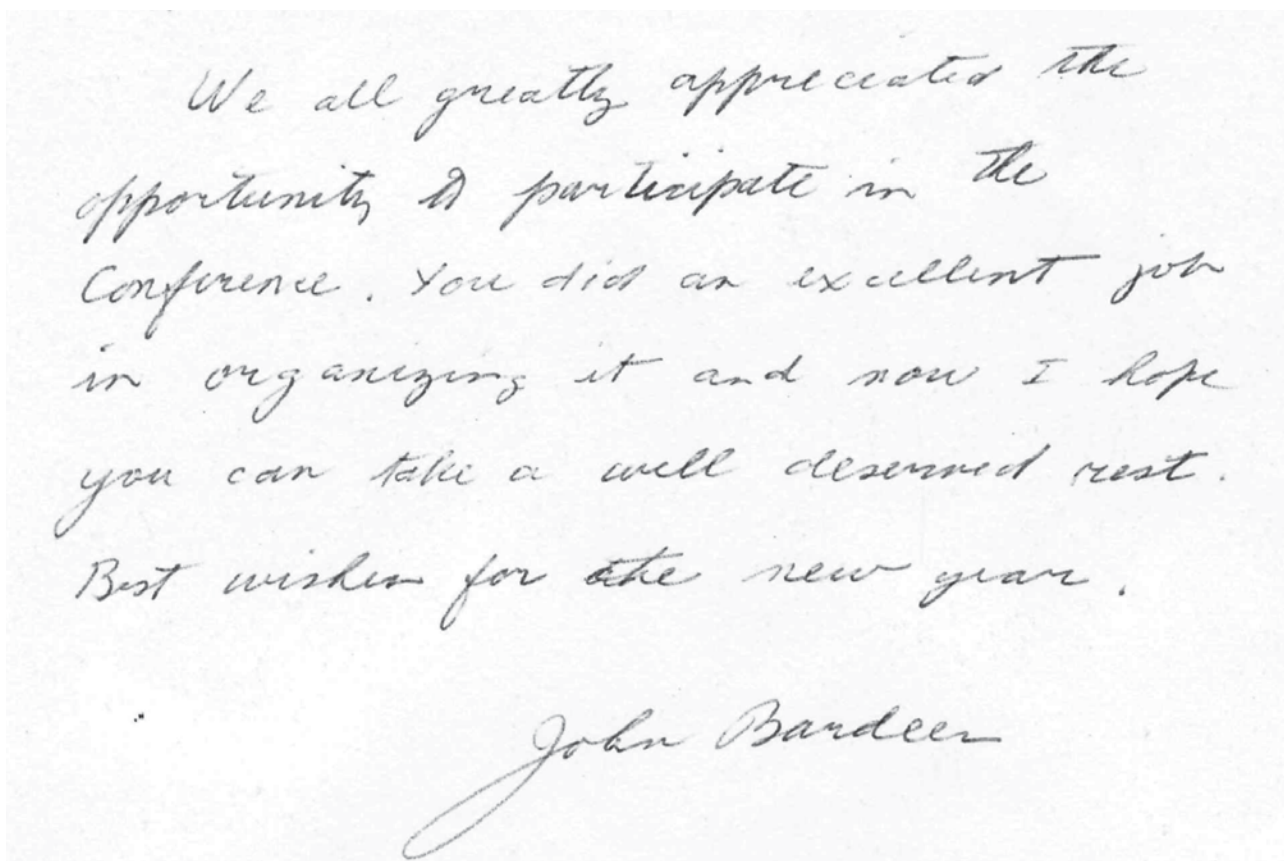 We all greatly appreciated the
opportunity to participate in the
Conference. You did an excellent job
in organizing it and now I hope
you can take a well deserved rest.
Best wishes for the new year.
John Bardeen